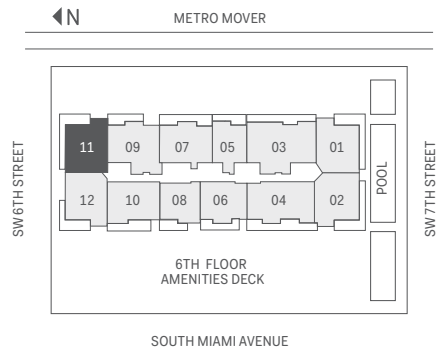 N
METRO MOVER
SW 6TH STREET
11
09
07
05
03
01
SW 7TH STREET
POOL
12
10
08
06
04
02
6TH FLOOR
AMENITIES DECK
SOUTH MIAMI AVENUE